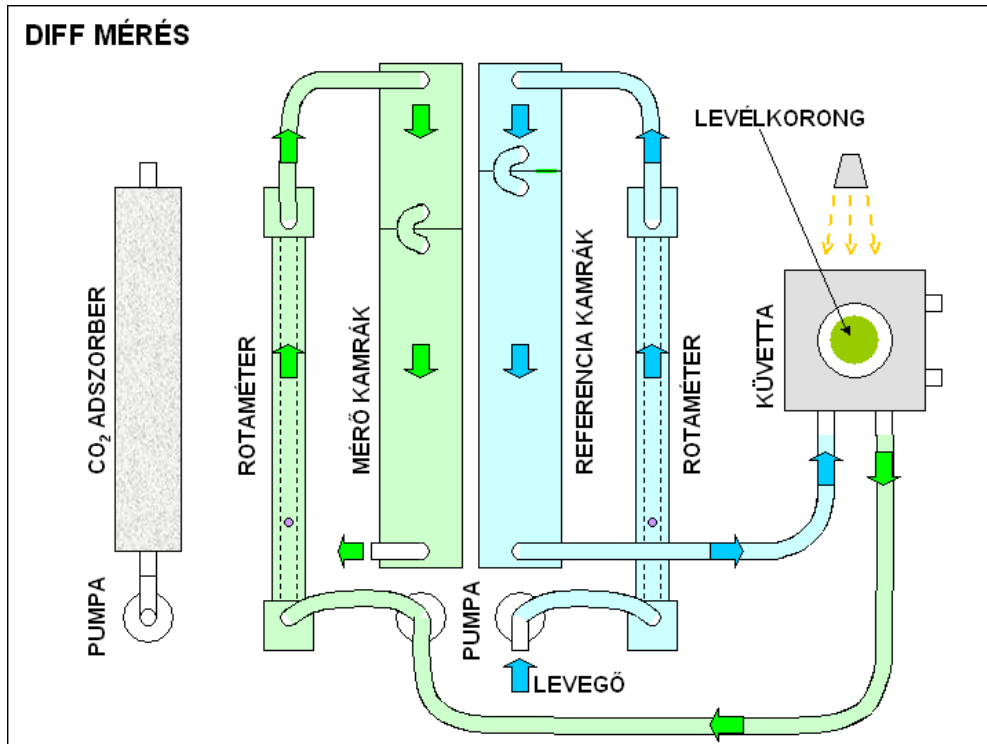 DIFF MÉRÉS
LEVÉLKORONG
CO₂ ADSZORBER
ROTAMÉTER
MÉRŐ KAMRÁK
REFERENCIA KAMRÁK
ROTAMÉTER
KÜVETTA
PUMPA
PUMPA
LEVEGŐ